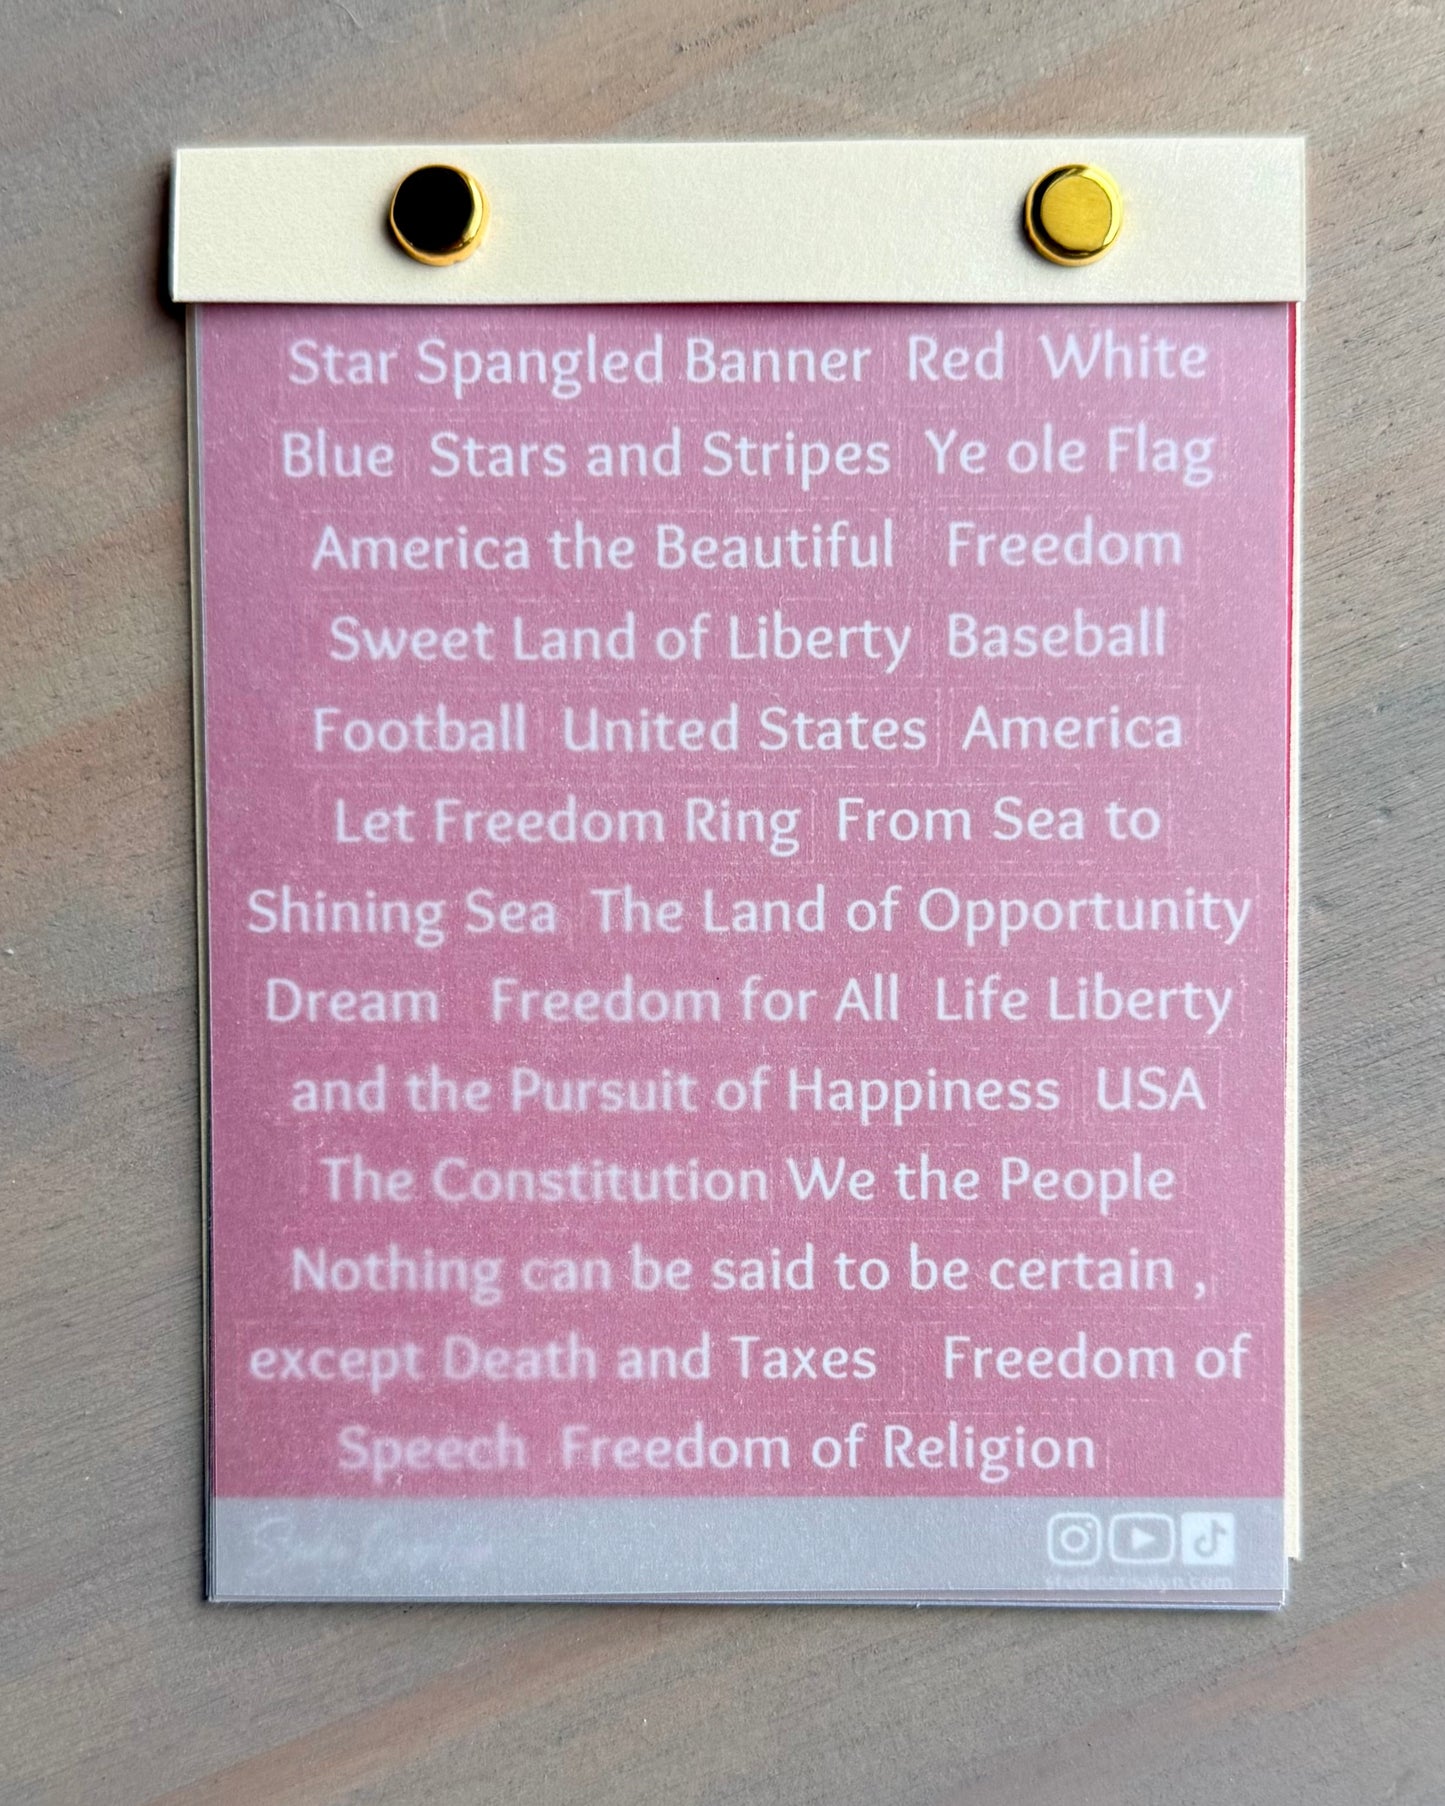 Star Spangled Banner Red White
Blue Stars and Stripes Ye ole Flag
America the Beautiful Freedom
Sweet Land of Liberty Baseball
Football United States America
Let Freedom Ring From Sea to
Shining Sea The Land of Opportunity
Dream Freedom for All Life Liberty
and the Pursuit of Happiness USA
The Constitution We the People
Nothing can be said to be certain ,
except Death and Taxes Freedom of
Speech Freedom of Religion